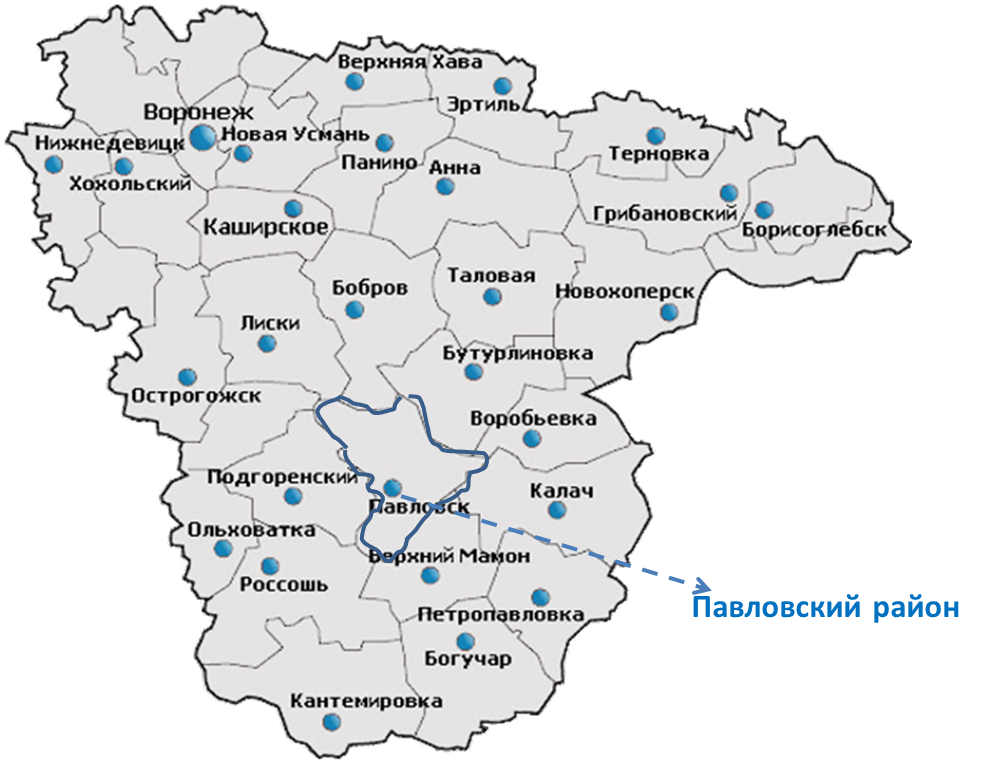 Верхняя Хава
Эртиль
Воронеж
Новая Усмань
Нижнедевицк
Хохольский
Панино
Анна
Терновка
Грибановский
Борисоглебск
Каширское
Бобров
Таловая
Новохоперск
Лиски
Бутурлиновка
Острогожск
Воробьевка
Подгоренский
Павловск
Калач
Ольховатка
Россошь
Верхний Мамон
Петропавловка
Павловский район
Богучар
Кантемировка